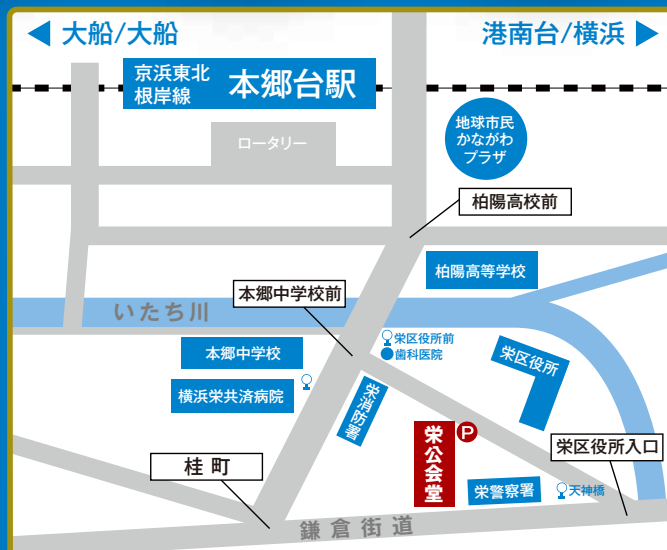 大船/大船
港南台/横浜
京浜東北
根岸線
本郷台駅
ロータリー
地球市民
かながわ
プラザ
柏陽高校前
柏陽高等学校
本郷中学校前
いたち川
栄区役所前
歯科医院
本郷中学校
栄区役所
横浜栄共済病院
栄消防署
栄公会堂
P
栄区役所入口
桂町
栄警察署
天神橋
鎌倉街道